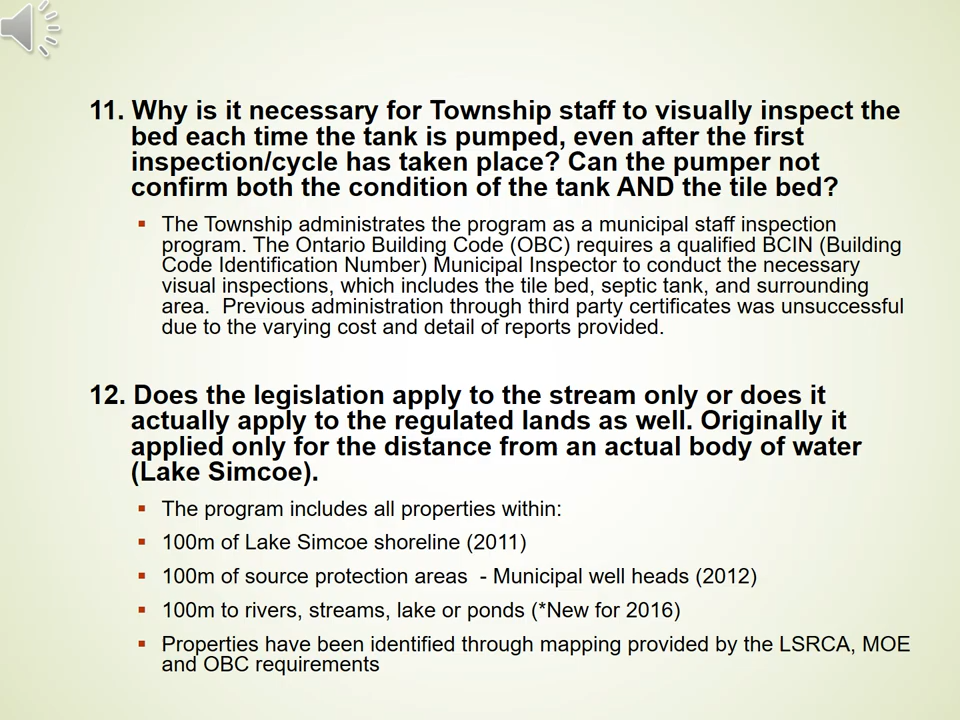 11. Why is it necessary for Township staff to visually inspect the
bed each time the tank is pumped, even after the first
inspection/cycle has taken place? Can the pumper not
confirm both the condition of the tank AND the tile bed?
▪ The Township administrates the program as a municipal staff inspection
program. The Ontario Building Code (OBC) requires a qualified BCIN (Building
Code Identification Number) Municipal Inspector to conduct the necessary
visual inspections, which includes the tile bed, septic tank, and surrounding
area.  Previous administration through third party certificates was unsuccessful
due to the varying cost and detail of reports provided.
12. Does the legislation apply to the stream only or does it
actually apply to the regulated lands as well. Originally it
applied only for the distance from an actual body of water
(Lake Simcoe).
▪ The program includes all properties within:
▪ 100m of Lake Simcoe shoreline (2011)
▪ 100m of source protection areas  - Municipal well heads (2012)
▪ 100m to rivers, streams, lake or ponds (*New for 2016)
▪ Properties have been identified through mapping provided by the LSRCA, MOE
and OBC requirements